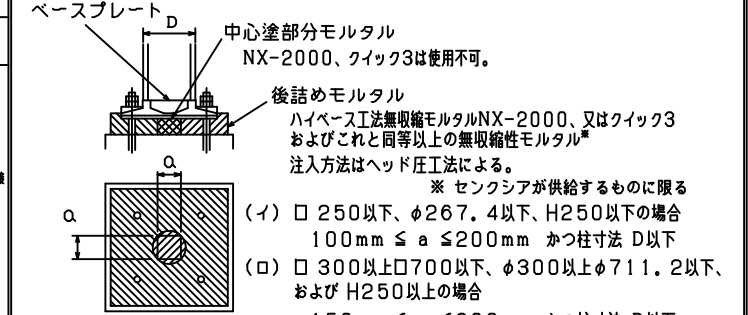 ベースプレート
D
中心塗部分モルタル
NX-2000、クイック3は使用不可。
後詰めモルタル
ハイベース工法無収縮モルタルNX-2000、又はクイック3
およびこれと同等以上の無収縮性モルタル※
注入方法はヘッド圧工法による。
※ センクシアが供給するものに限る
a
a
(イ) □ 250以下、φ267.4以下、H250以下の場合
100mm ≦ a ≦200mm かつ柱寸法 D以下
(ロ) □ 300以上□700以下、φ300以上φ711.2以下、
および H250以上の場合